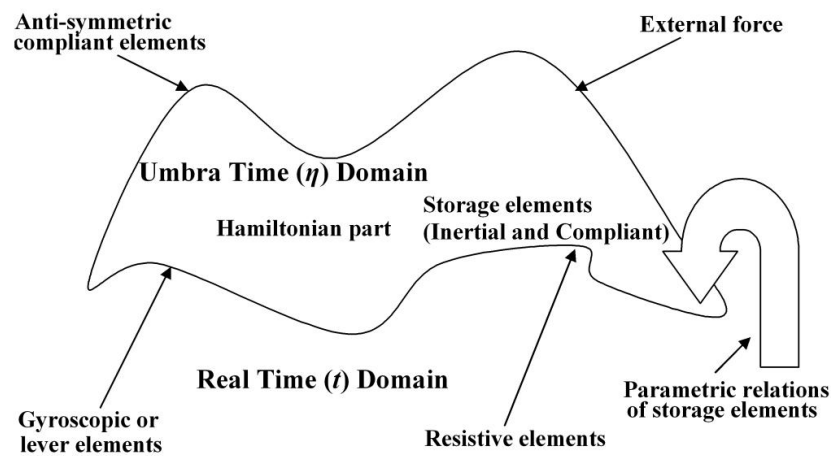 Anti-symmetric
compliant elements
External force
Umbra Time (η) Domain
Storage elements
(Inertial and Compliant)
Hamiltonian part
Real Time (t) Domain
Parametric relations
of storage elements
Gyroscopic or
lever elements
Resistive elements